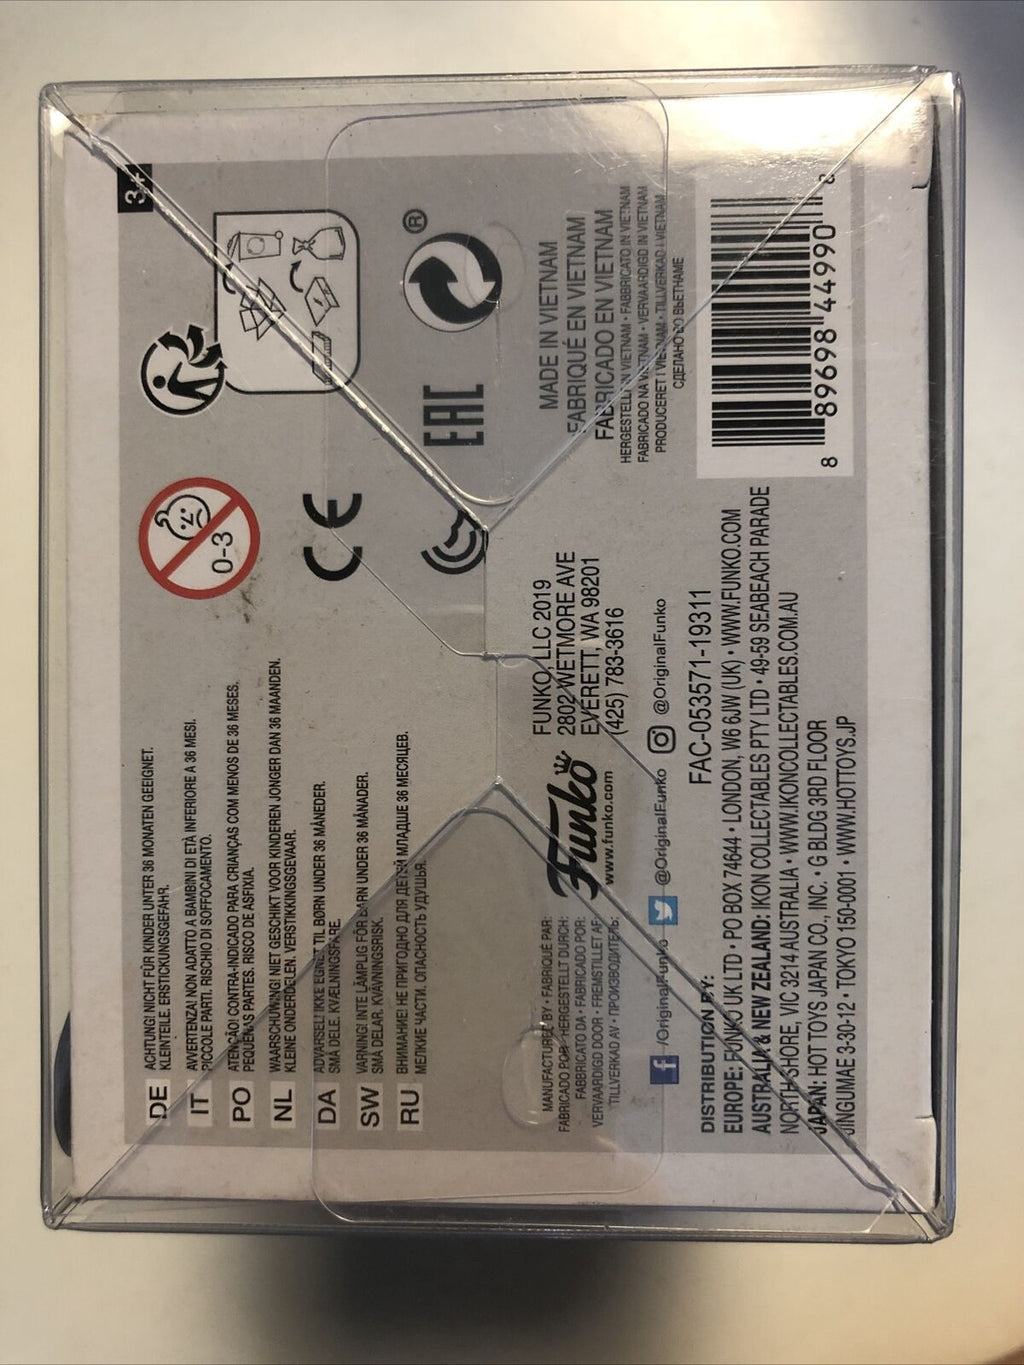 3+
DE
ACHTUNG! NICHT FÜR KINDER UNTER 36 MONATEN GEEIGNET.
KLEINTEILE. ERSTICKUNGSGEFAHR.
IT
AVVERTENZA! NON ADATTO A BAMBINI DI ETÀ INFERIORE A 36 MESI.
PICCOLE PARTI. RISCHIO DI SOFFOCAMENTO.
PO
ATENÇÃO! CONTRA-INDICADO PARA CRIANÇAS COM MENOS DE 36 MESES.
PEQUENAS PARTES. RISCO DE ASFIXIA.
NL
WAARSCHUWING! NIET GESCHIKT VOOR KINDEREN JONGER DAN 36 MAANDEN.
KLEINE ONDERDELEN. VERSTIKKINGSGEVAAR.
DA
ADVARSEL! IKKE EGNET TIL BØRN UNDER 36 MÅNEDER.
SMÅ DELE. KVÆLNINGSFARE.
SW
VARNING! INTE LÄMPLIG FÖR BARN UNDER 36 MÅNADER.
SMÅ DELAR. KVÄVNINGSRISK.
RU
ВНИМАНИЕ! НЕ ПРИГОДНО ДЛЯ ДЕТЕЙ МЛАДШЕ 36 МЕСЯЦЕВ.
МЕЛКИЕ ЧАСТИ. ОПАСНОСТЬ УДУШЬЯ.
0-3
CE
EAC
®
MANUFACTURED BY • FABRIQUÉ PAR:
FABRICADO POR: HERGESTELLT DURCH:
FABBRICATO DA • FABRICADO POR:
VERVAARDIGD DOOR • FREMSTILLET AF:
TILLVERKAD AV • ПРОИЗВОДИТЕЛЬ:
Funko
www.funko.com
FUNKO, LLC 2019
2802 WETMORE AVE
EVERETT, WA 98201
(425) 783-3616
MADE IN VIETNAM
FABRIQUÉ EN VIETNAM
FABRICADO EN VIETNAM
HERGESTELLT IN VIETNAM • FABBRICATO IN VIETNAM
FABRICADO NA VIETNAM • VERVAARDIGD IN VIETNAM
PRODUCERET I VIETNAM • TILLVERKAD I VIETNAM
СДЕЛАНО ВО ВЬЕТНАМЕ
/OriginalFunko @OriginalFunko @OriginalFunko
FAC-053571-19311
DISTRIBUTION BY:
EUROPE: FUNKO UK LTD • PO BOX 74644 • LONDON, W6 6JW (UK) • WWW.FUNKO.COM
AUSTRALIA & NEW ZEALAND: IKON COLLECTABLES PTY LTD • 49-59 SEABEACH PARADE
NORTH SHORE, VIC 3214 AUSTRALIA • WWW.IKONCOLLECTABLES.COM.AU
JAPAN: HOT TOYS JAPAN CO., INC. • G BLDG 3RD FLOOR
JINGUMAE 3-30-12 • TOKYO 150-0001 • WWW.HOTTOYS.JP
8 89698 44990